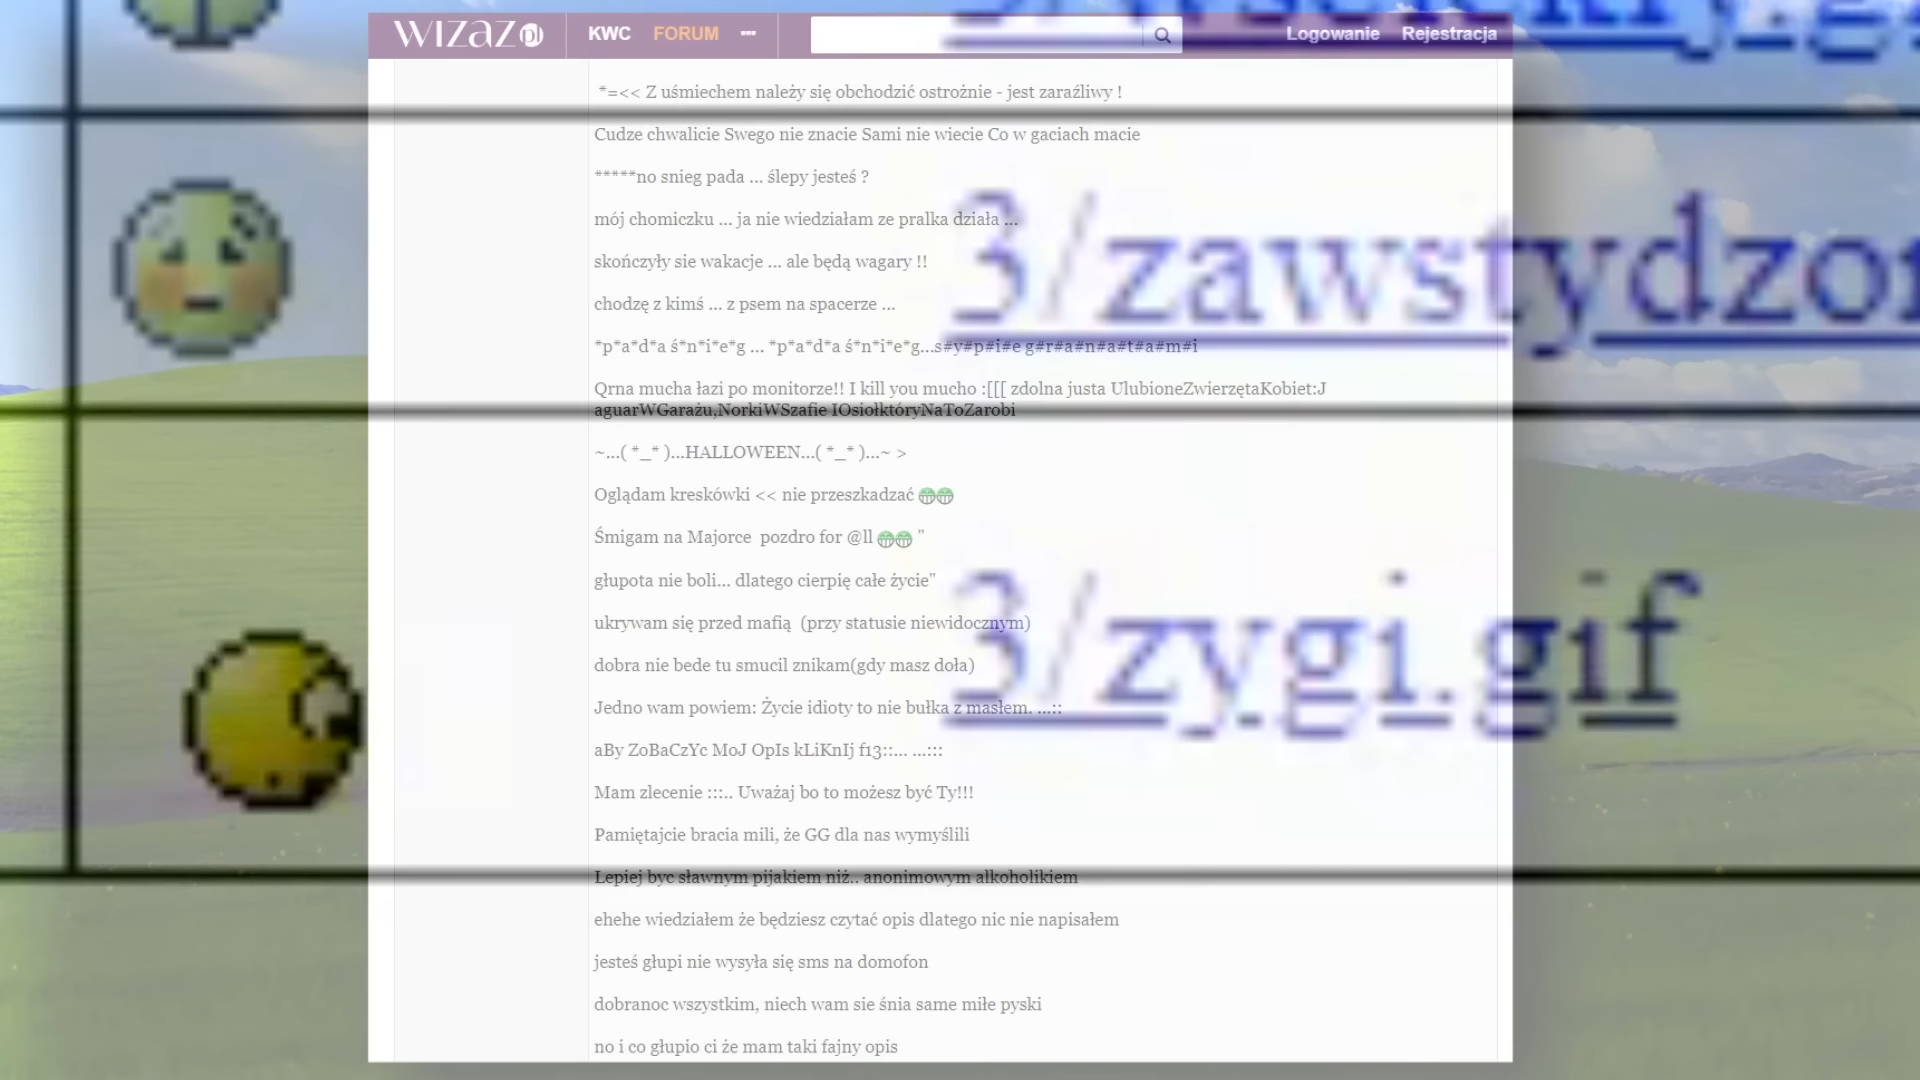 wizaz pl KWC FORUM ••• Logowanie Rejestracja
*=<< Z uśmiechem należy się obchodzić ostrożnie - jest zaraźliwy !
Cudze chwalicie Swego nie znacie Sami nie wiecie Co w gaciach macie
*****no snieg pada ... ślepy jesteś ?
mój chomiczku ... ja nie wiedziałam ze pralka działa ...
3/zawstydzon
skończyły sie wakacje ... ale będą wagary !!
chodzę z kimś ... z psem na spacerze ...
*p*a*d*a ś*n*i*e*g ... *p*a*d*a ś*n*i*e*g...s#y#p#i#e g#r#a#n#a#t#a#m#i
Qrna mucha łazi po monitorze!! I kill you mucho :[[[ zdolna justa UlubioneZwierzętaKobiet:J
aguarWGarażu,NorkiWSzafie IOsiołktóryNaToZarobi
~...( *_* )...HALLOWEEN...( *_* )...~ >
Oglądam kreskówki << nie przeszkadzać
Śmigam na Majorce  pozdro for @ll "
głupota nie boli... dlatego cierpię całe życie"
ukrywam się przed mafią  (przy statusie niewidocznym)
3/zygi.gif
dobra nie bede tu smucil znikam(gdy masz doła)
Jedno wam powiem: Życie idioty to nie bułka z masłem. ...::
aBy ZoBaCzYc MoJ OpIs kLiKnIj f13::... ...:::
Mam zlecenie :::.. Uważaj bo to możesz być Ty!!!
Pamiętajcie bracia mili, że GG dla nas wymyślili
Lepiej byc sławnym pijakiem niż.. anonimowym alkoholikiem
ehehe wiedziałem że będziesz czytać opis dlatego nic nie napisałem
jesteś głupi nie wysyła się sms na domofon
dobranoc wszystkim, niech wam sie śnia same miłe pyski
no i co głupio ci że mam taki fajny opis